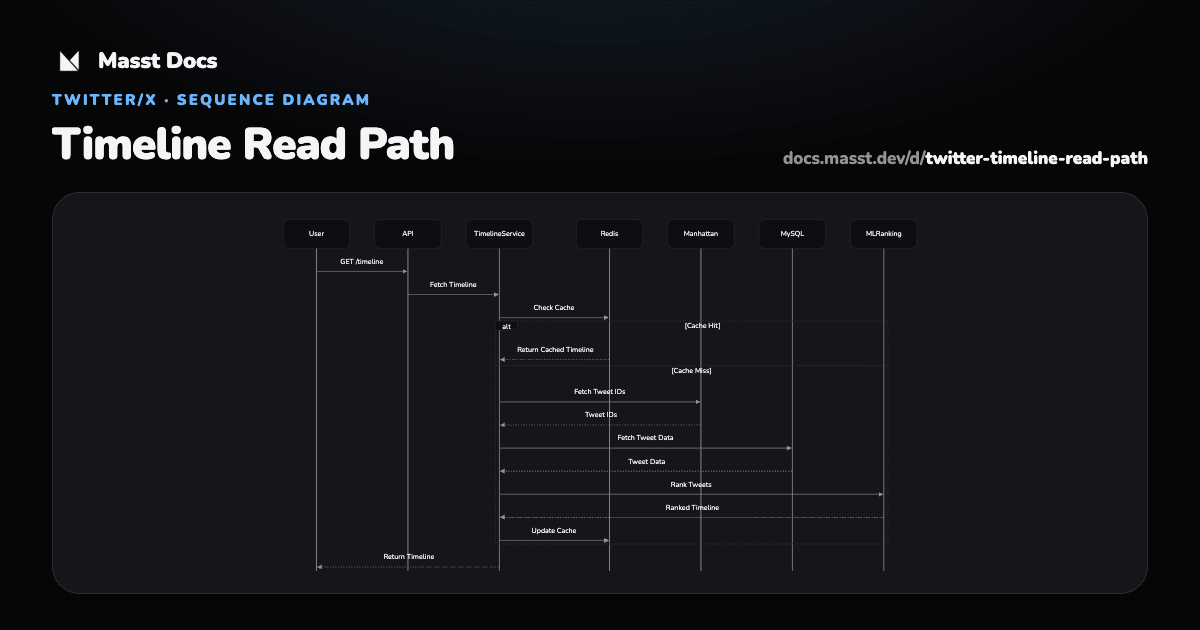 Masst Docs
TWITTER/X · SEQUENCE DIAGRAM
Timeline Read Path
docs.masst.dev/d/twitter-timeline-read-path
User API TimelineService Redis Manhattan MySQL MLRanking
GET /timeline
Fetch Timeline
Check Cache
alt [Cache Hit]
Return Cached Timeline
[Cache Miss]
Fetch Tweet IDs
Tweet IDs
Fetch Tweet Data
Tweet Data
Rank Tweets
Ranked Timeline
Update Cache
Return Timeline